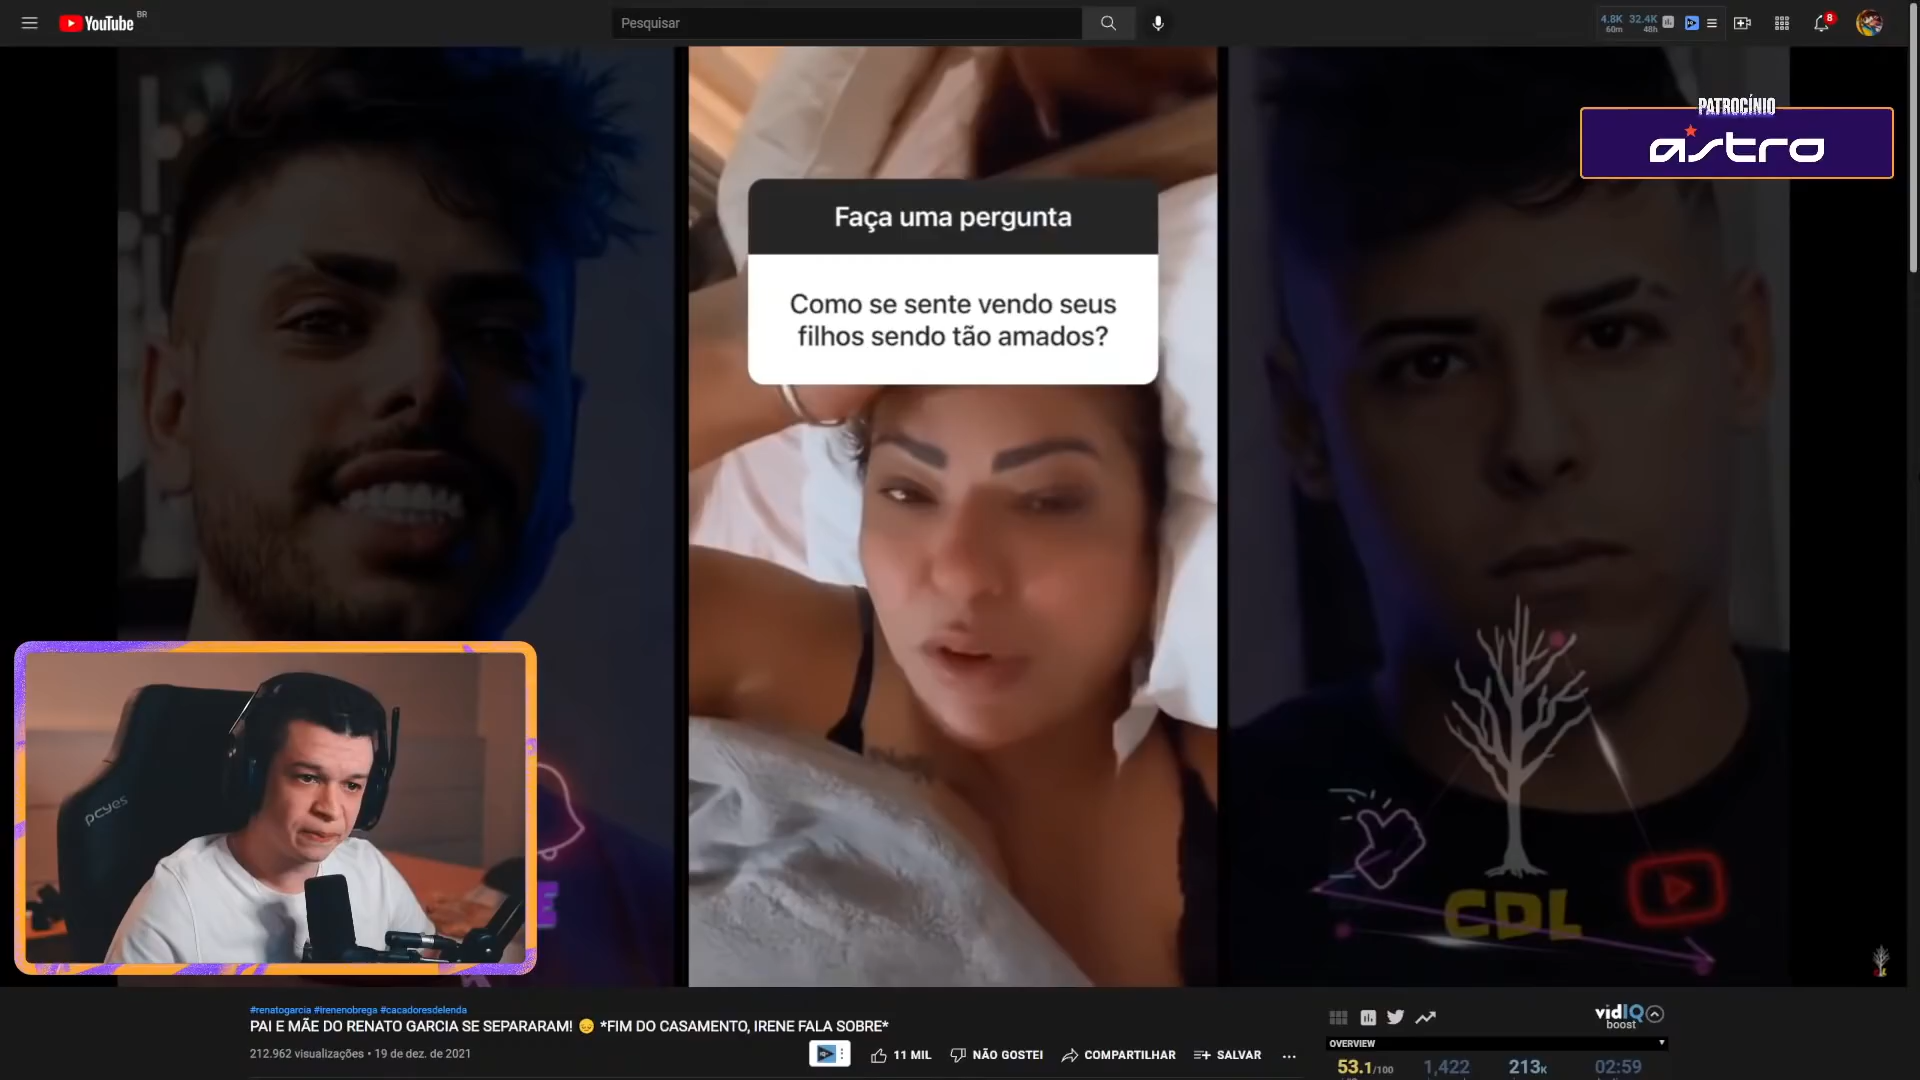 YouTube BR
Pesquisar
4.8K 32.4K
60m 48h
8
PATROCÍNIO
astro
Faça uma pergunta
Como se sente vendo seus
filhos sendo tão amados?
pcyes
E
CDL
#renatogarcia #irenenobrega #cacadoresdelenda
PAI E MÃE DO RENATO GARCIA SE SEPARARAM! 😔 *FIM DO CASAMENTO, IRENE FALA SOBRE*
212.962 visualizações • 19 de dez. de 2021
11 MIL NÃO GOSTEI COMPARTILHAR SALVAR
vidIQ
boost
OVERVIEW
53.1/100 1,422 213K 02:59